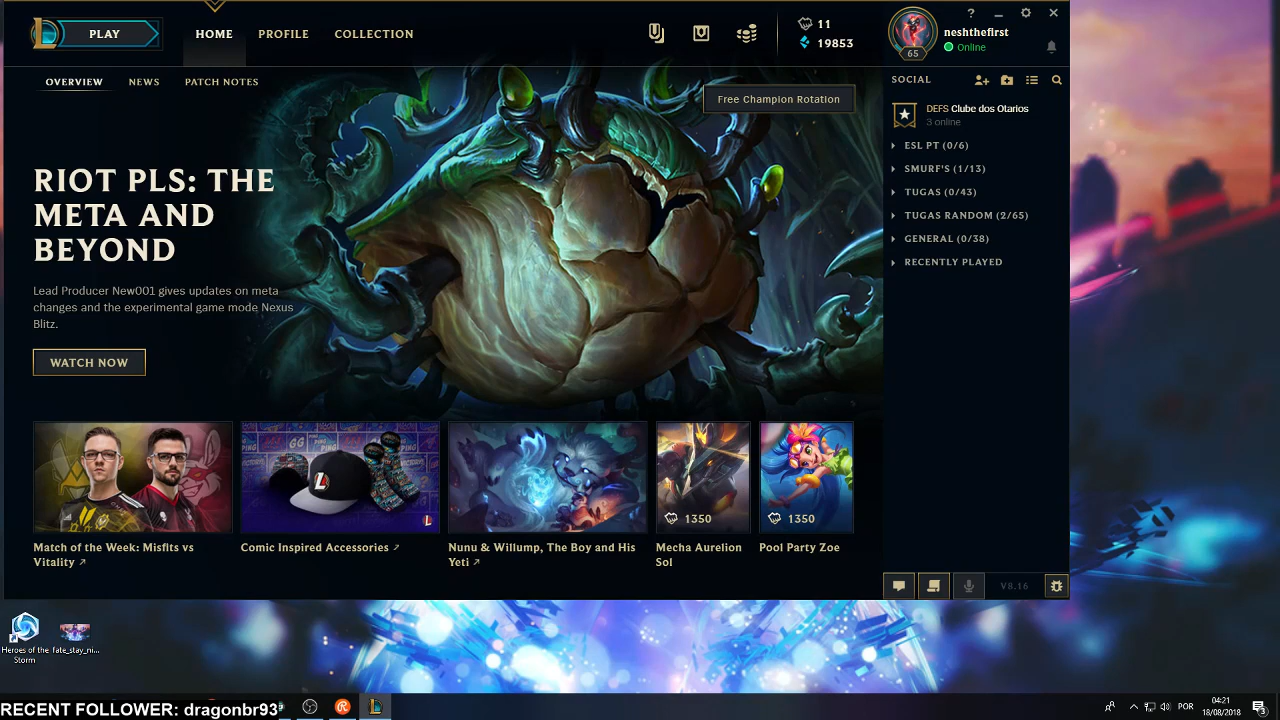 PLAY
HOME
PROFILE
COLLECTION
11
19853
?
65
neshthefirst
Online
OVERVIEW
NEWS
PATCH NOTES
Free Champion Rotation
SOCIAL
DEFS Clube dos Otarios
3 online
ESL PT (0/6)
SMURF'S (1/13)
TUGAS (0/43)
TUGAS RANDOM (2/65)
GENERAL (0/38)
RECENTLY PLAYED
RIOT PLS: THE
META AND
BEYOND
Lead Producer New001 gives updates on meta
changes and the experimental game mode Nexus
Blitz.
WATCH NOW
GG
1350
1350
Match of the Week: Misfits vs
Vitality ↗
Comic Inspired Accessories ↗
Nunu & Willump, The Boy and His
Yeti ↗
Mecha Aurelion
Sol
Pool Party Zoe
V8.16
Heroes of the
Storm
fate_stay_ni...
RECENT FOLLOWER: dragonbr93
POR
04:21
18/08/2018
3